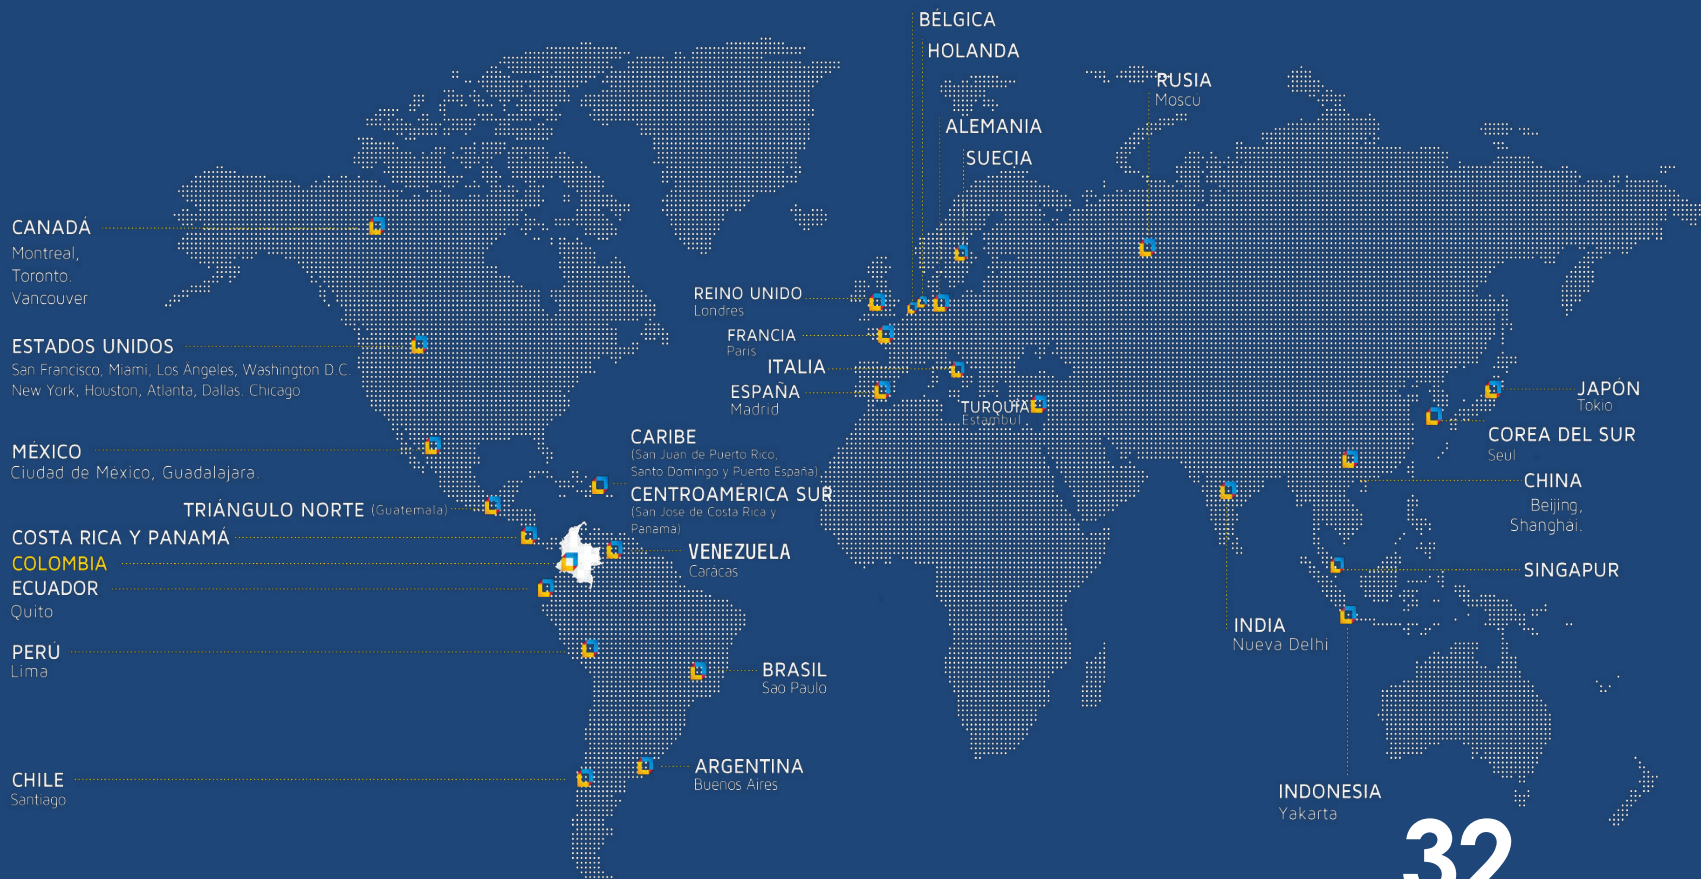 BÉLGICA
HOLANDA
RUSIA
Moscú
ALEMANIA
SUECIA
CANADÁ
Montreal,
Toronto.
Vancouver
REINO UNIDO
Londres
FRANCIA
París
ITALIA
ESPAÑA
Madrid
TURQUÍA
Estambul
ESTADOS UNIDOS
San Francisco, Miami, Los Ángeles, Washington D.C.
New York, Houston, Atlanta, Dallas. Chicago
JAPÓN
Tokio
COREA DEL SUR
Seul
CHINA
Beijing,
Shanghai.
MÉXICO
Ciudad de México, Guadalajara.
CARIBE
(San Juan de Puerto Rico,
Santo Domingo y Puerto España)
CENTROAMÉRICA SUR
(San Jose de Costa Rica y
Panamá)
TRIÁNGULO NORTE (Guatemala)
COSTA RICA Y PANAMÁ
COLOMBIA
ECUADOR
Quito
VENEZUELA
Carácas
SINGAPUR
INDIA
Nueva Delhi
PERÚ
Lima
BRASIL
Sao Paulo
CHILE
Santiago
ARGENTINA
Buenos Aires
INDONESIA
Yakarta
32